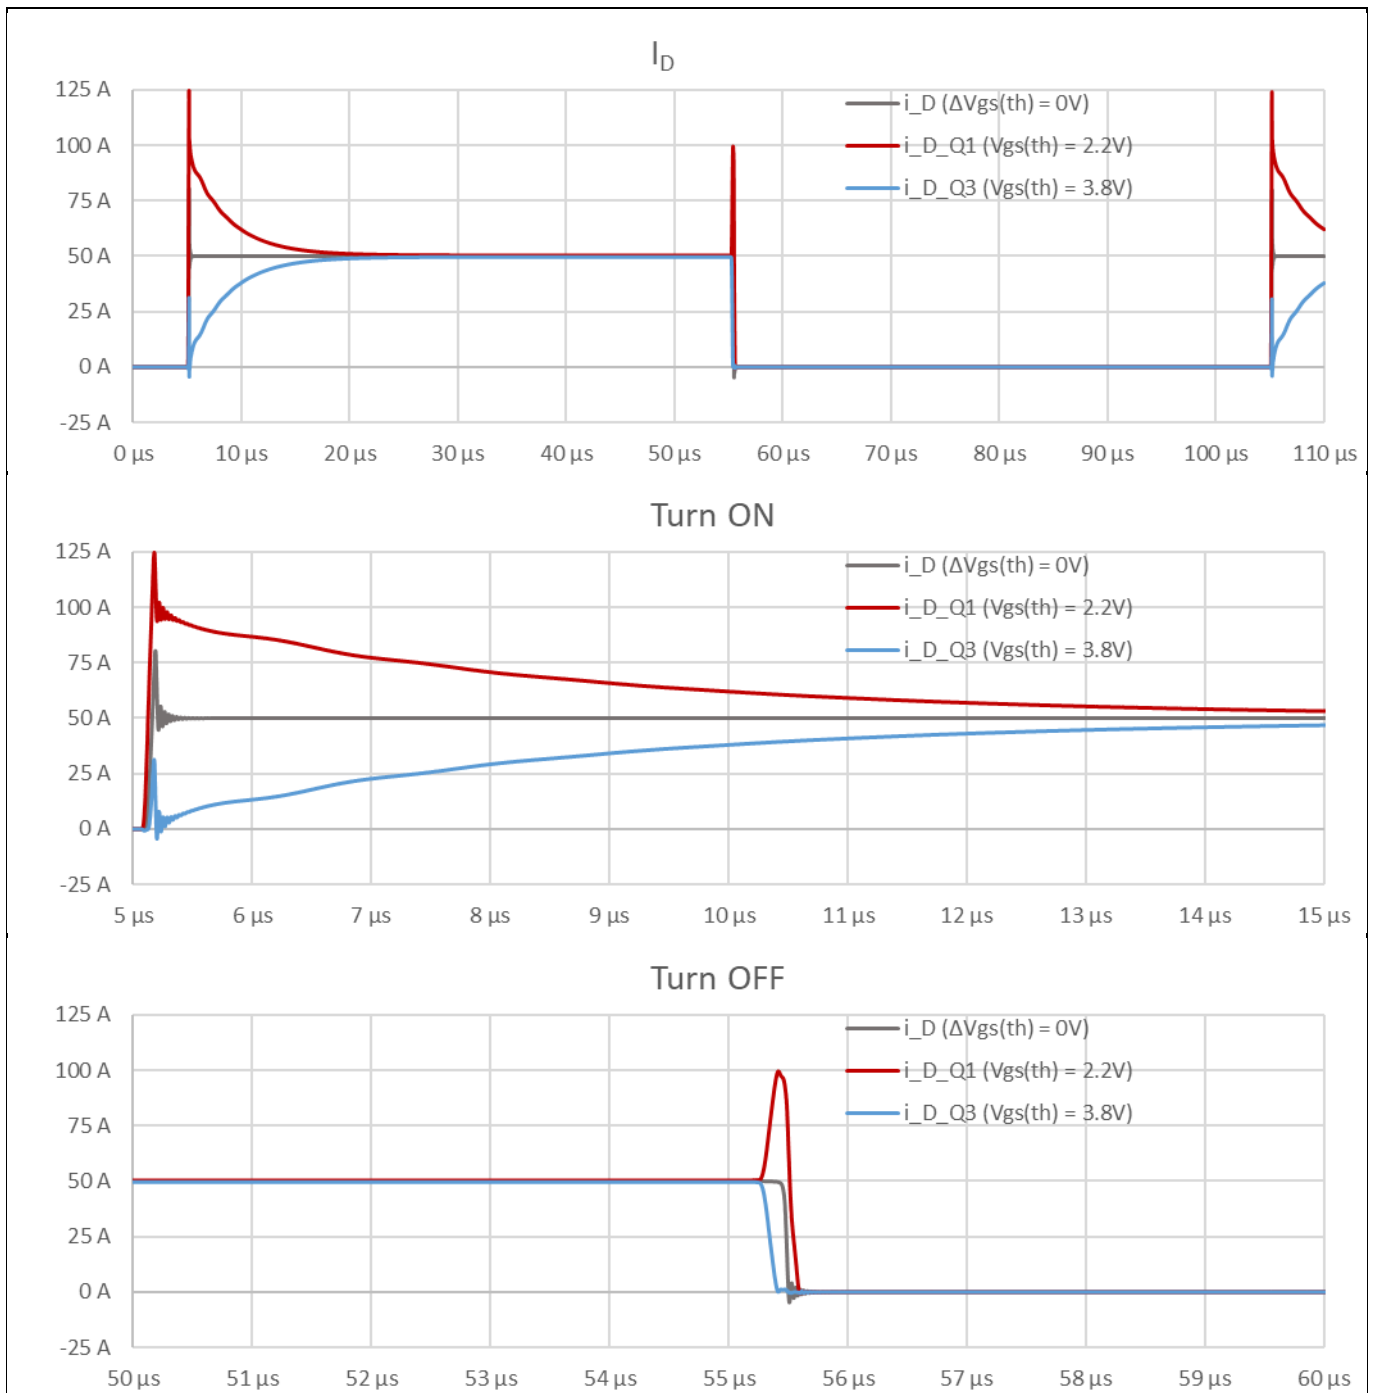 I_D
125 A
100 A
75 A
50 A
25 A
0 A
-25 A
i_D (ΔVgs(th) = 0V)
i_D_Q1 (Vgs(th) = 2.2V)
i_D_Q3 (Vgs(th) = 3.8V)
0 µs 10 µs 20 µs 30 µs 40 µs 50 µs 60 µs 70 µs 80 µs 90 µs 100 µs 110 µs
Turn ON
125 A
100 A
75 A
50 A
25 A
0 A
-25 A
i_D (ΔVgs(th) = 0V)
i_D_Q1 (Vgs(th) = 2.2V)
i_D_Q3 (Vgs(th) = 3.8V)
5 µs 6 µs 7 µs 8 µs 9 µs 10 µs 11 µs 12 µs 13 µs 14 µs 15 µs
Turn OFF
125 A
100 A
75 A
50 A
25 A
0 A
-25 A
i_D (ΔVgs(th) = 0V)
i_D_Q1 (Vgs(th) = 2.2V)
i_D_Q3 (Vgs(th) = 3.8V)
50 µs 51 µs 52 µs 53 µs 54 µs 55 µs 56 µs 57 µs 58 µs 59 µs 60 µs